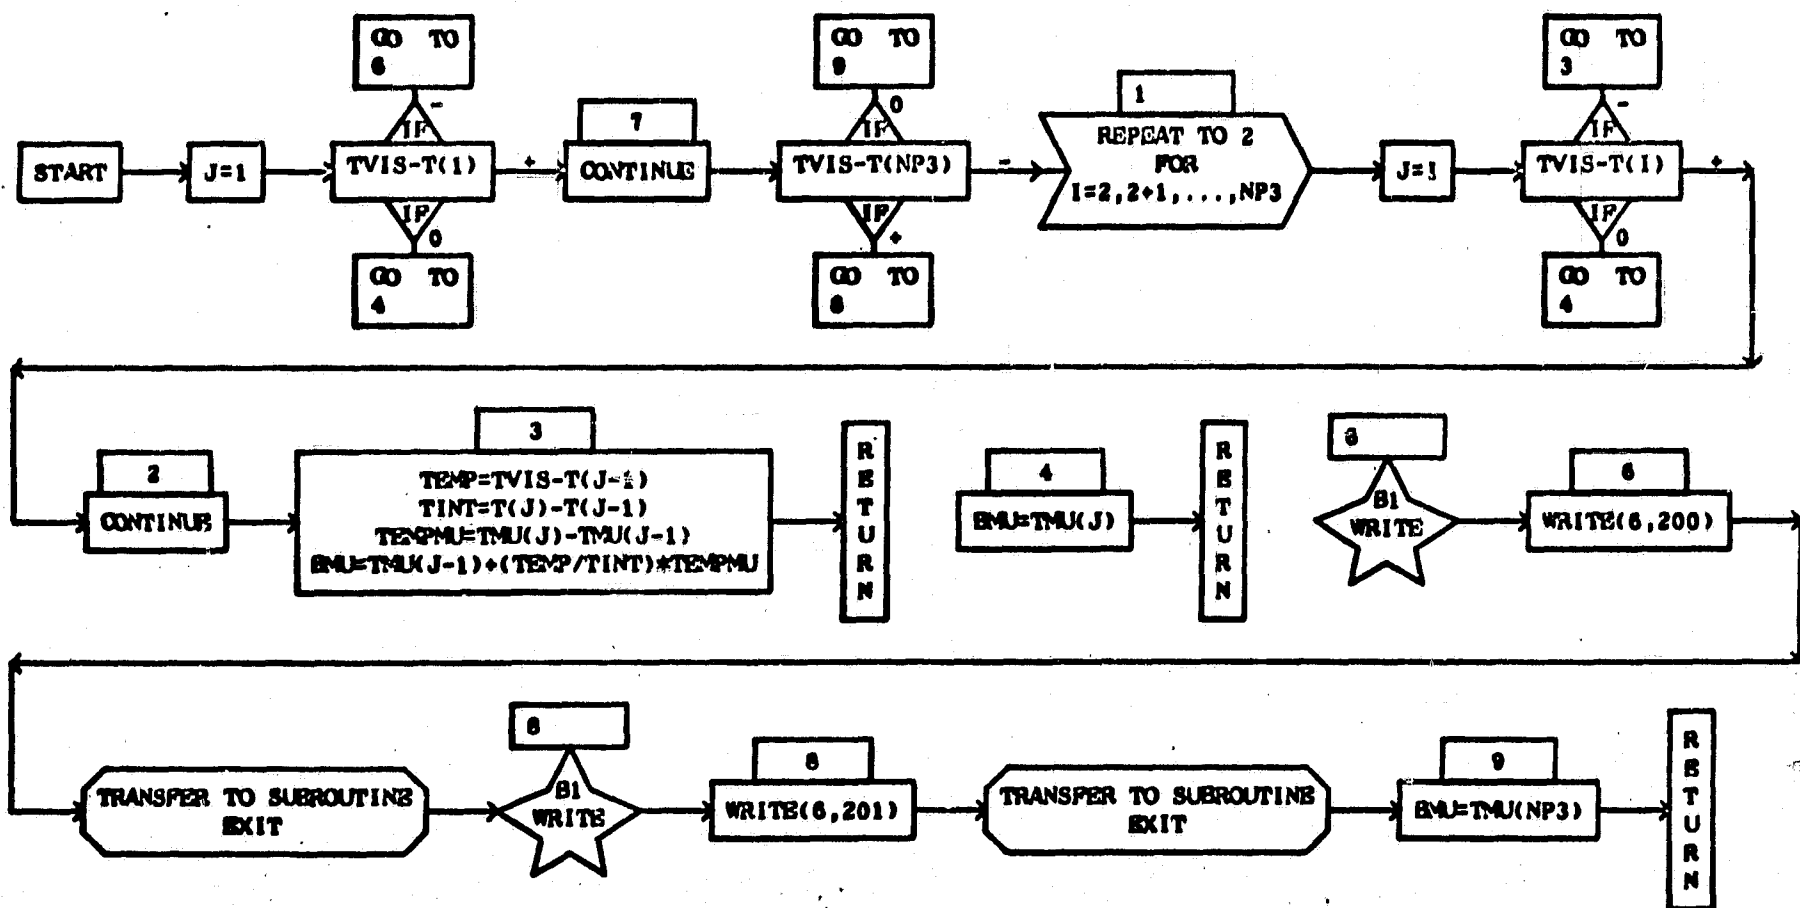 GO TO
6
GO TO
9
GO TO
3
1
7
-
0
-
IF
IF
IF
START
J=1
TVIS-T(1)
+
CONTINUE
TVIS-T(NP3)
-
REPEAT TO 2
FOR
I=2,2+1,...,NP3
J=I
TVIS-T(I)
+
IF
IF
IF
0
+
0
GO TO
4
GO TO
8
GO TO
4
2
CONTINUE
3
TEMP=TVIS-T(J-1)
TINT=T(J)-T(J-1)
TEMPMU=TMU(J)-TMU(J-1)
BMU=TMU(J-1)+(TEMP/TINT)*TEMPMU
RETURN
4
BMU=TMU(J)
RETURN
6
B1
WRITE
6
WRITE(6,200)
TRANSFER TO SUBROUTINE
EXIT
8
B1
WRITE
8
WRITE(6,201)
TRANSFER TO SUBROUTINE
EXIT
9
BMU=TMU(NP3)
RETURN